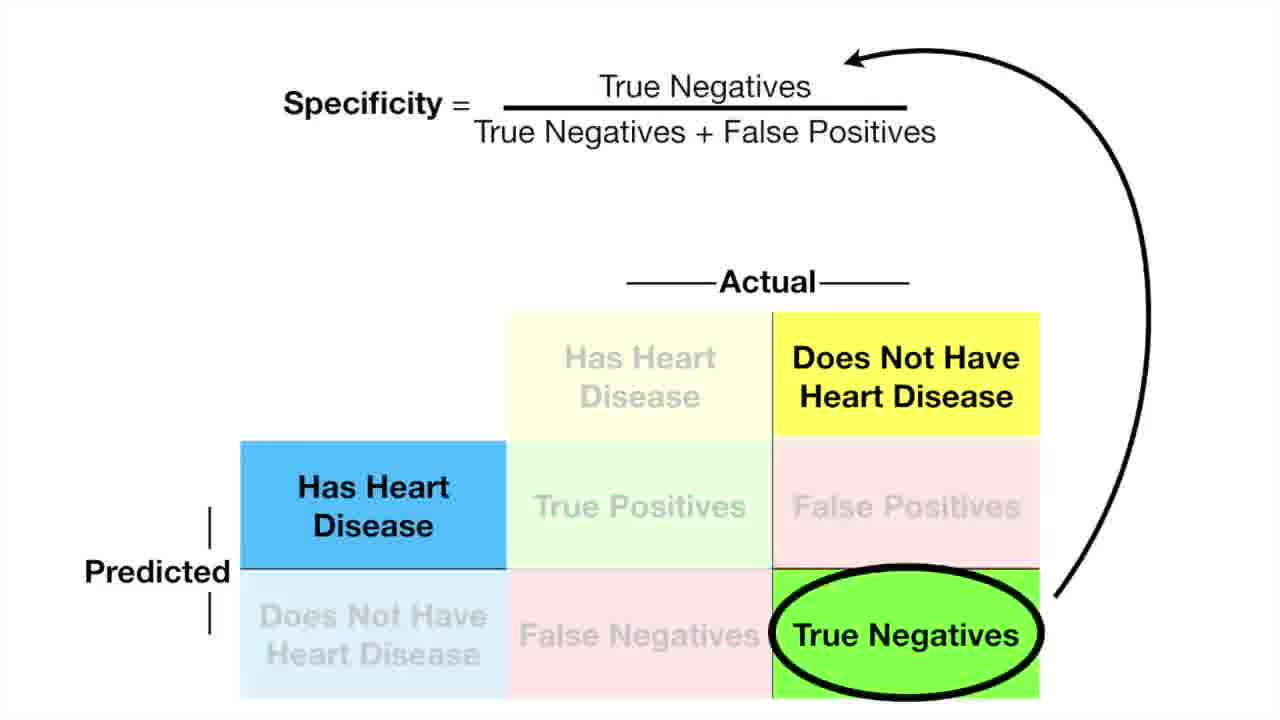 True Negatives
Specificity =
True Negatives + False Positives
Actual
Has Heart
Disease
Does Not Have
Heart Disease
Has Heart
Disease
True Positives
False Positives
Predicted
Does Not Have
Heart Disease
False Negatives
True Negatives